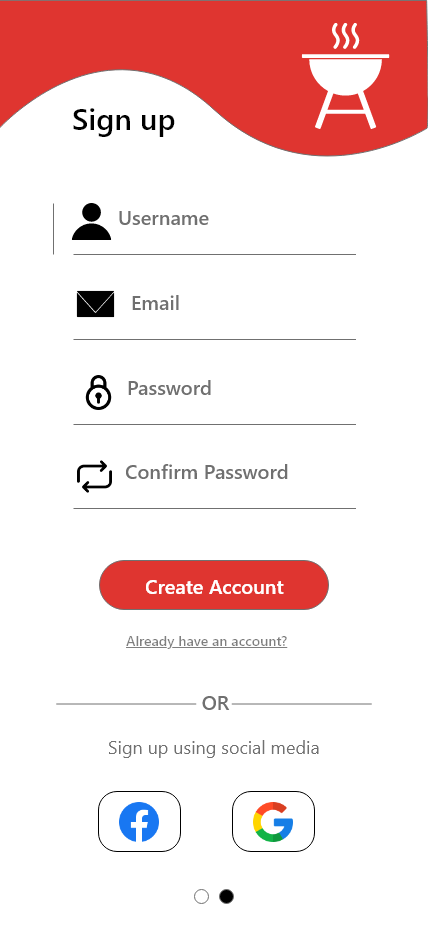 Sign up
Username
Email
Password
Confirm Password
Create Account
Already have an account?
OR
Sign up using social media